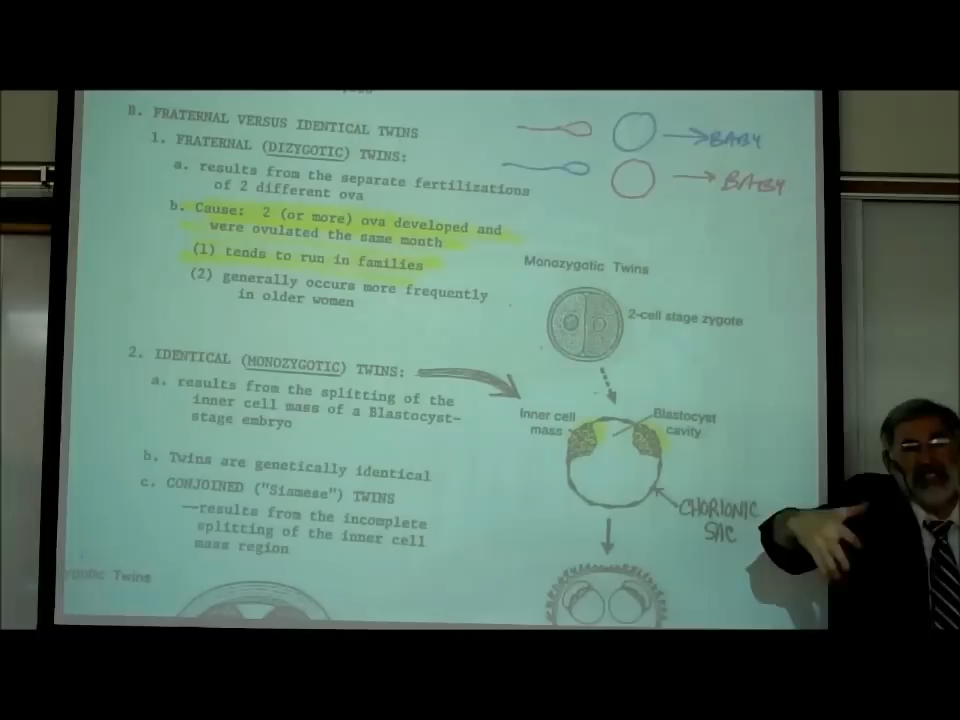 B. FRATERNAL VERSUS IDENTICAL TWINS
1. FRATERNAL (DIZYGOTIC) TWINS:
a. results from the separate fertilizations
of 2 different ova
b. Cause: 2 (or more) ova developed and
were ovulated the same month
(1) tends to run in families
(2) generally occurs more frequently
in older women
→BABY
→BABY
Monozygotic Twins
2-cell stage zygote
2. IDENTICAL (MONOZYGOTIC) TWINS:
a. results from the splitting of the
inner cell mass of a Blastocyst-
stage embryo
b. Twins are genetically identical
c. CONJOINED ("Siamese") TWINS
—results from the incomplete
splitting of the inner cell
mass region
Inner cell
mass
Blastocyst
cavity
CHORIONIC
SAC
Twins